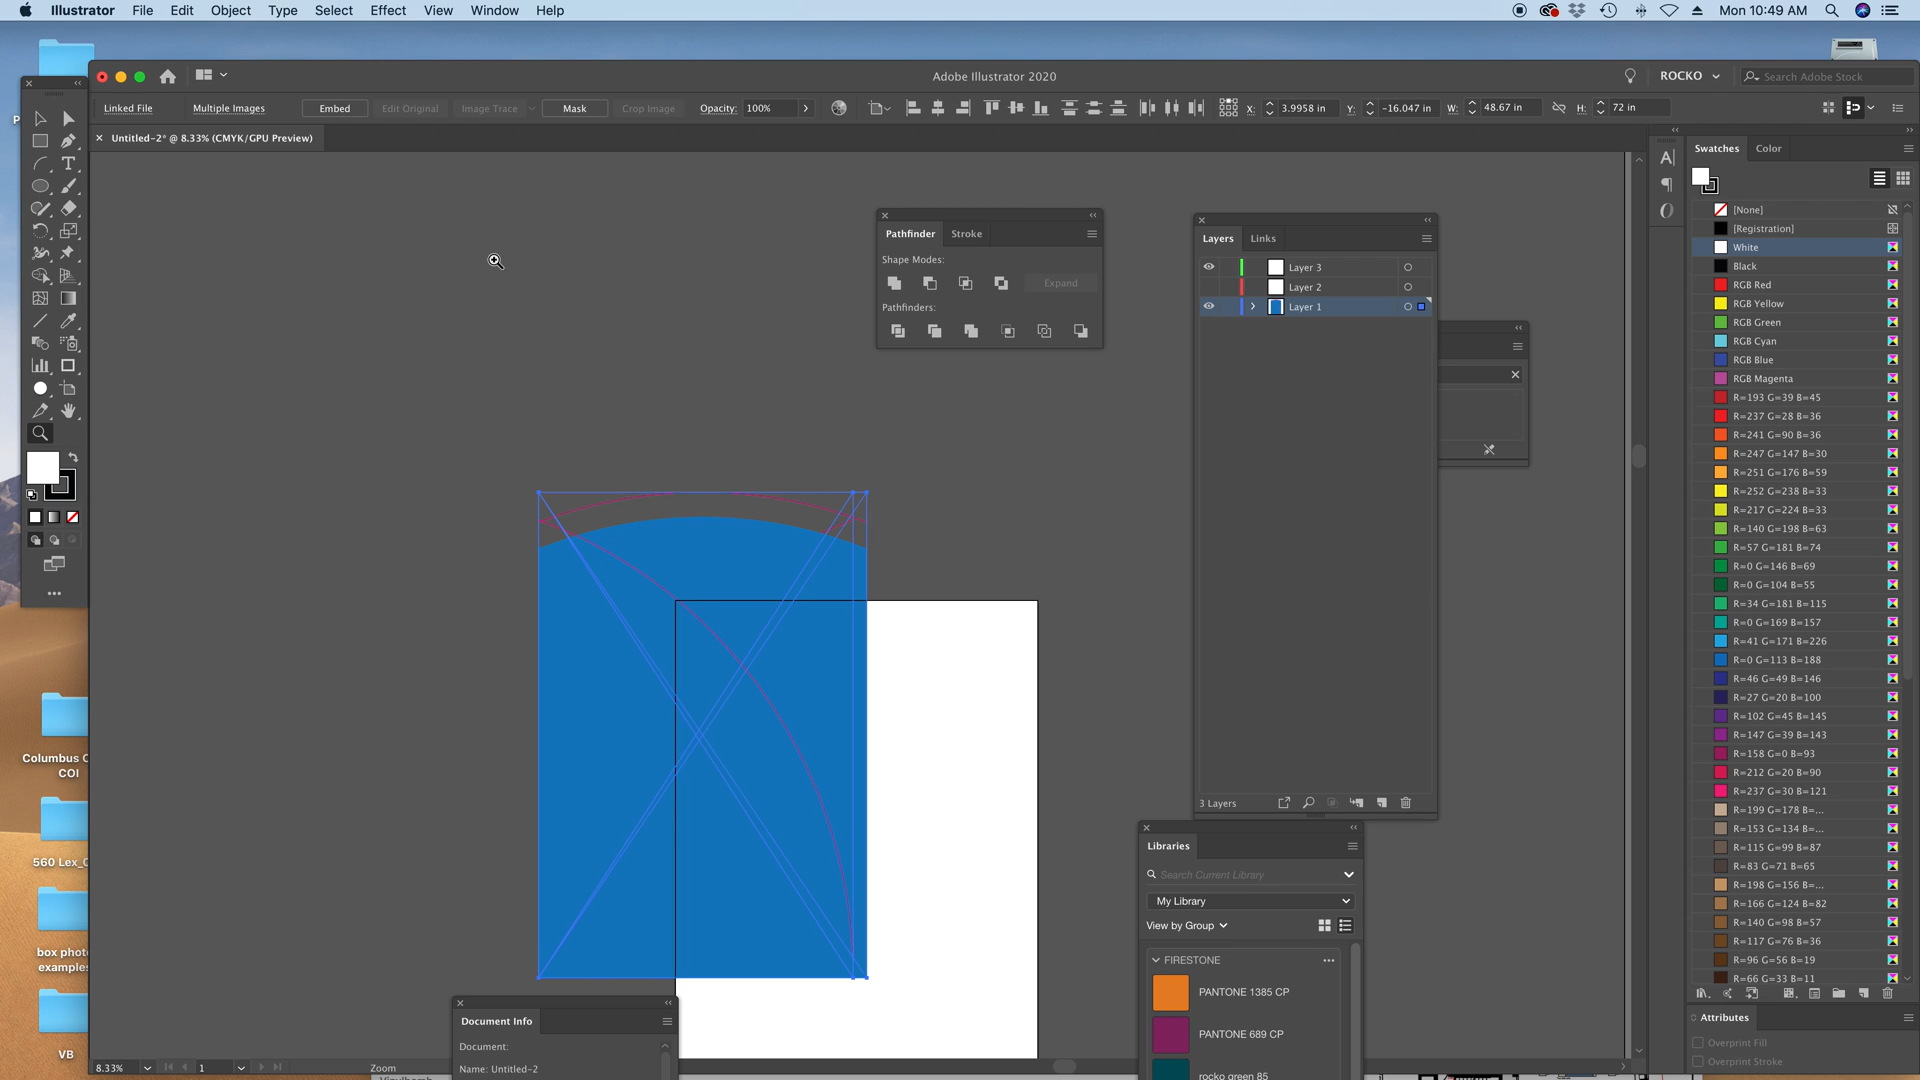 Illustrator File Edit Object Type Select Effect View Window Help Mon 10:49 AM
Adobe Illustrator 2020 ROCKO Search Adobe Stock
Linked File Multiple Images Embed Edit Original Image Trace Mask Crop Image Opacity: 100% X: 3.9958 in Y: -16.047 in W: 48.67 in H: 72 in
Untitled-2* @ 8.33% (CMYK/GPU Preview)
Swatches Color
[None]
[Registration]
White
Black
RGB Red
RGB Yellow
RGB Green
RGB Cyan
RGB Blue
RGB Magenta
R=193 G=39 B=45
R=237 G=28 B=36
R=241 G=90 B=36
R=247 G=147 B=30
R=251 G=176 B=59
R=252 G=238 B=33
R=217 G=224 B=33
R=140 G=198 B=63
R=57 G=181 B=74
R=0 G=146 B=69
R=0 G=104 B=55
R=34 G=181 B=115
R=0 G=169 B=157
R=41 G=171 B=226
R=0 G=113 B=188
R=46 G=49 B=146
R=27 G=20 B=100
R=102 G=45 B=145
R=147 G=39 B=143
R=158 G=0 B=93
R=212 G=20 B=90
R=237 G=30 B=121
R=199 G=178 B=...
R=153 G=134 B=...
R=115 G=99 B=87
R=83 G=71 B=65
R=198 G=156 B=...
R=166 G=124 B=82
R=140 G=98 B=57
R=117 G=76 B=36
R=96 G=56 B=19
R=66 G=33 B=11
Attributes
Overprint Fill
Overprint Stroke
Pathfinder Stroke
Shape Modes:
Expand
Pathfinders:
Layers Links
Layer 3
Layer 2
Layer 1
3 Layers
Libraries
Search Current Library
My Library
View by Group
FIRESTONE
PANTONE 1385 CP
PANTONE 689 CP
rocko green 85
Document Info
Document:
Name: Untitled-2
8.33% 1 Zoom
P
Columbus C
COI
560 Lex_C
box phot
examples
VB